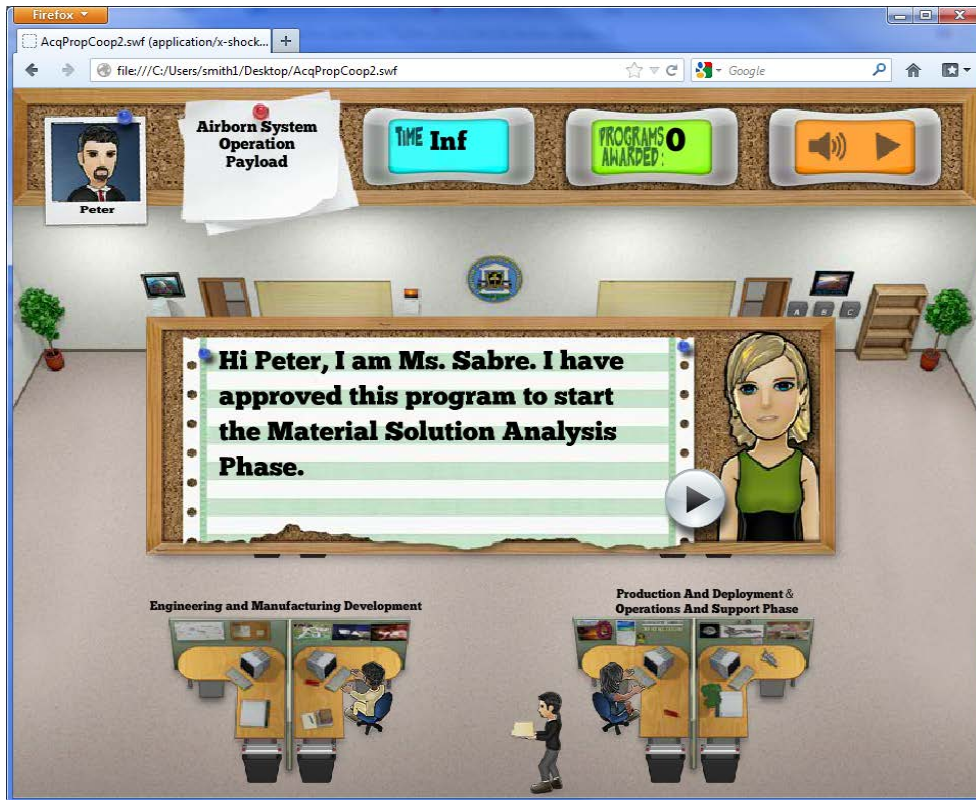 Firefox
AcqPropCoop2.swf (application/x-shock...
file:///C:/Users/smith1/Desktop/AcqPropCoop2.swf
Google
Peter
Airborn System
Operation
Payload
TIME Inf
PROGRAMS
AWARDED: 0
A B C
Hi Peter, I am Ms. Sabre. I have
approved this program to start
the Material Solution Analysis
Phase.
Engineering and Manufacturing Development
Production And Deployment &
Operations And Support Phase